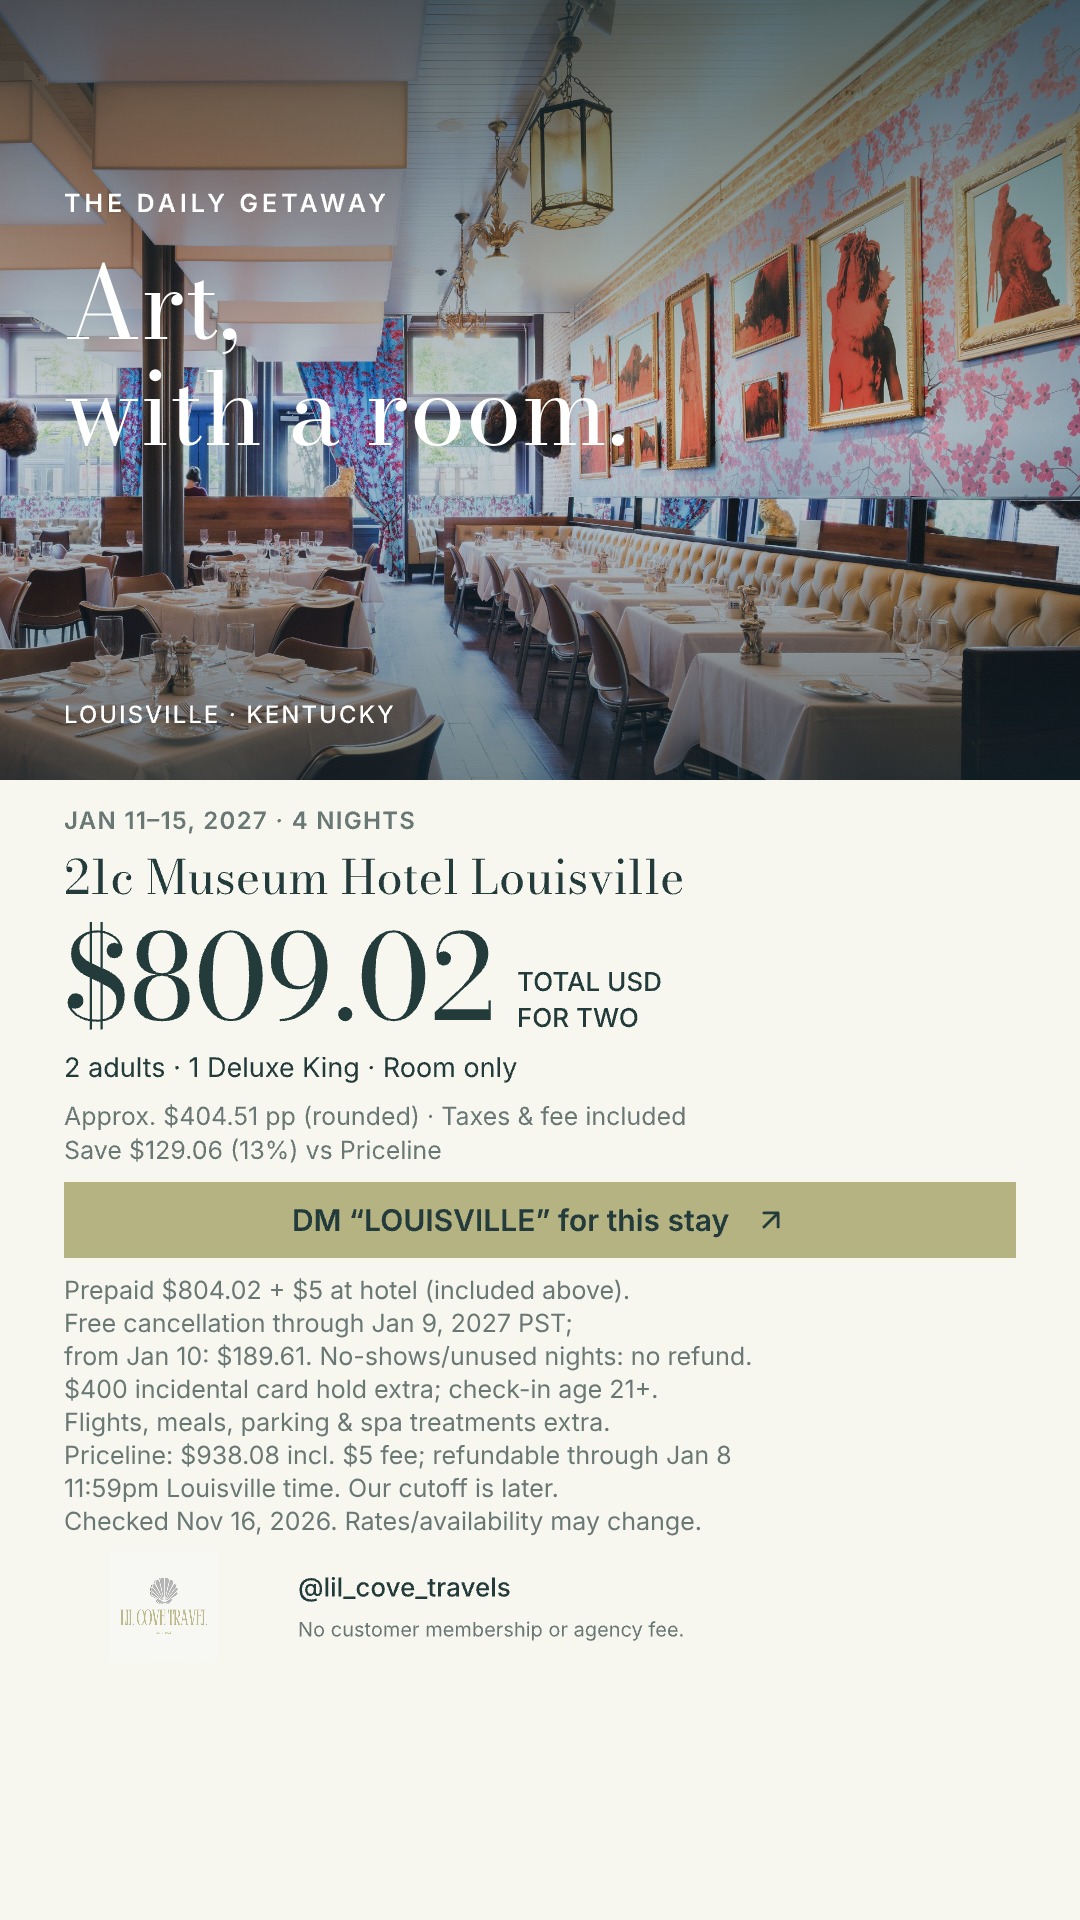 THE DAILY GETAWAY
Art,
with a room.
LOUISVILLE · KENTUCKY
JAN 11–15, 2027 · 4 NIGHTS
21c Museum Hotel Louisville
$809.02 TOTAL USD
FOR TWO
2 adults · 1 Deluxe King · Room only
Approx. $404.51 pp (rounded) · Taxes & fee included
Save $129.06 (13%) vs Priceline
DM “LOUISVILLE” for this stay ↗
Prepaid $804.02 + $5 at hotel (included above).
Free cancellation through Jan 9, 2027 PST;
from Jan 10: $189.61. No-shows/unused nights: no refund.
$400 incidental card hold extra; check-in age 21+.
Flights, meals, parking & spa treatments extra.
Priceline: $938.08 incl. $5 fee; refundable through Jan 8
11:59pm Louisville time. Our cutoff is later.
Checked Nov 16, 2026. Rates/availability may change.
LIL COVE TRAVEL
@lil_cove_travels
No customer membership or agency fee.